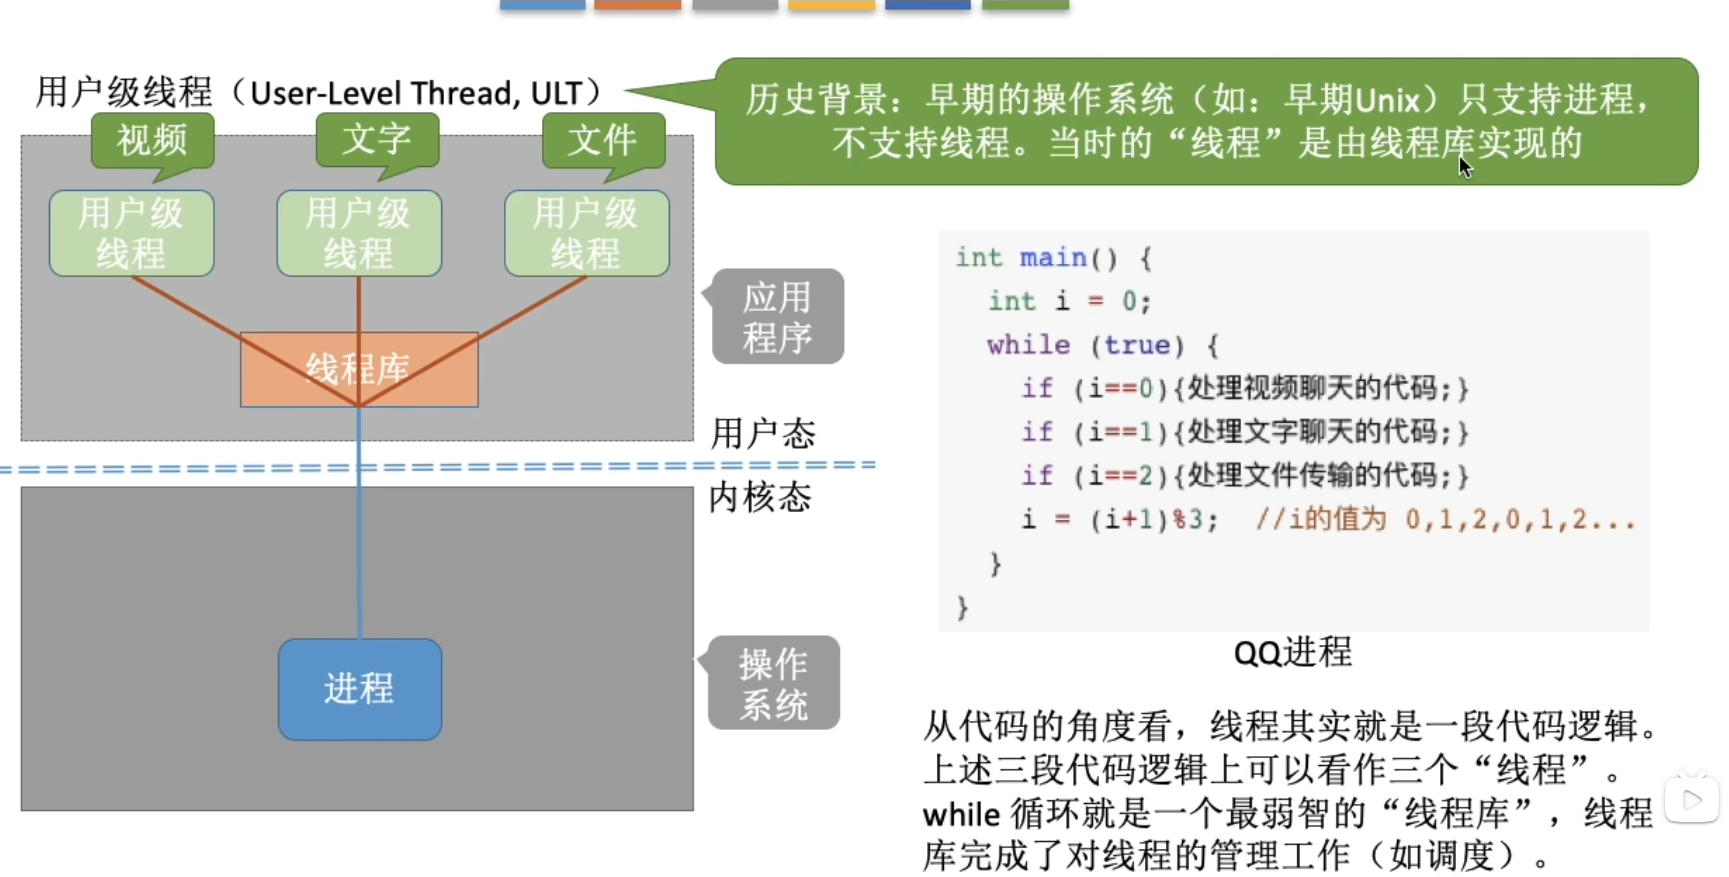 用户级线程（User-Level Thread, ULT）
历史背景：早期的操作系统（如：早期Unix）只支持进程，
不支持线程。当时的“线程”是由线程库实现的
视频
文字
文件
用户级
线程
用户级
线程
用户级
线程
线程库
应用
程序
用户态
内核态
进程
操作
系统
int main() {
int i = 0;
while (true) {
if (i==0){处理视频聊天的代码;}
if (i==1){处理文字聊天的代码;}
if (i==2){处理文件传输的代码;}
i = (i+1)%3; //i的值为 0,1,2,0,1,2...
}
}
QQ进程
从代码的角度看，线程其实就是一段代码逻辑。
上述三段代码逻辑上可以看作三个“线程”。
while 循环就是一个最弱智的“线程库”，线程
库完成了对线程的管理工作（如调度）。